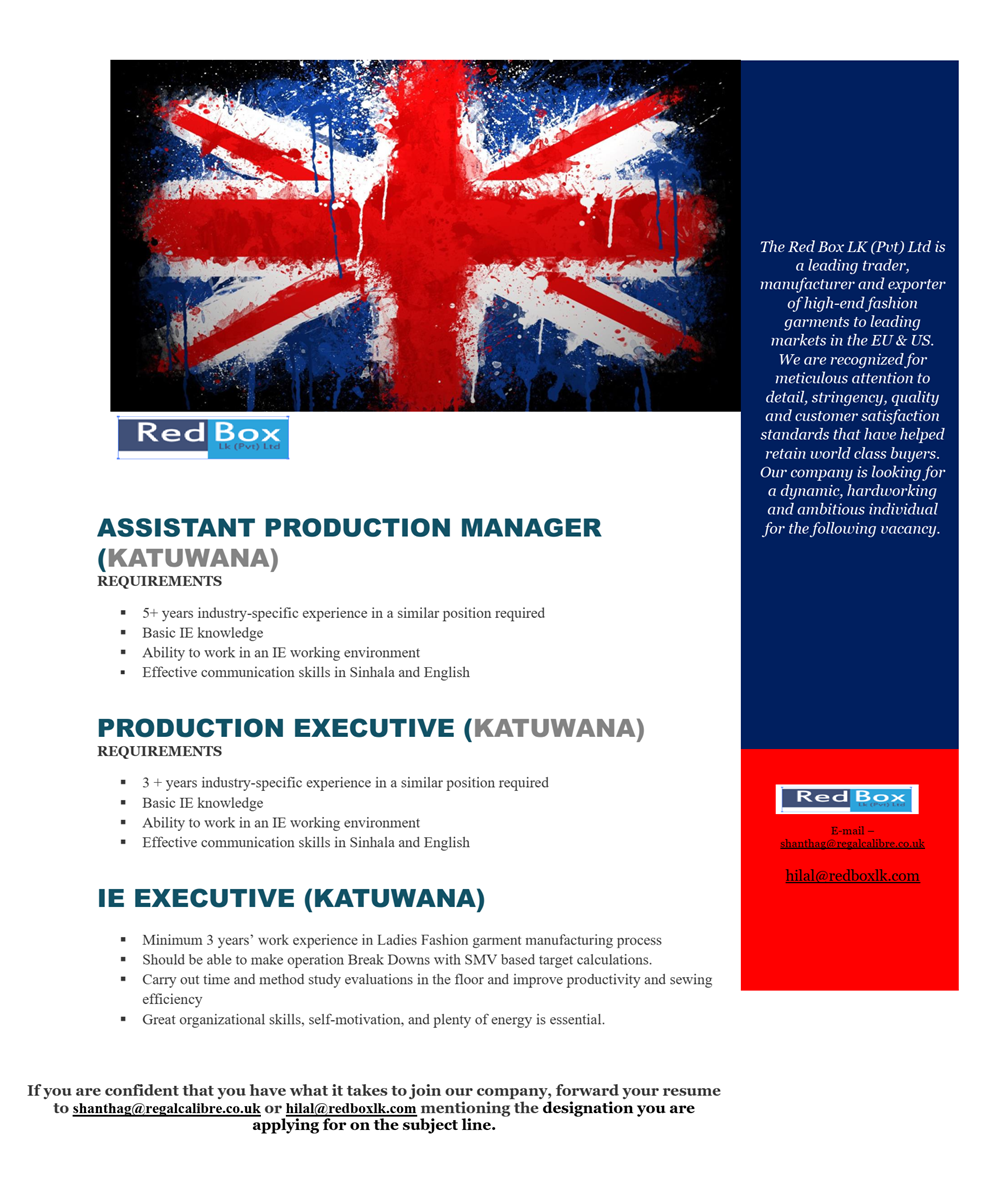 The Red Box LK (Pvt) Ltd is
a leading trader,
manufacturer and exporter
of high-end fashion
garments to leading
markets in the EU & US.
We are recognized for
meticulous attention to
detail, stringency, quality
and customer satisfaction
standards that have helped
retain world class buyers.
Our company is looking for
a dynamic, hardworking
and ambitious individual
for the following vacancy.
Red Box
Lk (Pvt) Ltd
ASSISTANT PRODUCTION MANAGER
(KATUWANA)
REQUIREMENTS
▪ 5+ years industry-specific experience in a similar position required
▪ Basic IE knowledge
▪ Ability to work in an IE working environment
▪ Effective communication skills in Sinhala and English
PRODUCTION EXECUTIVE (KATUWANA)
REQUIREMENTS
▪ 3 + years industry-specific experience in a similar position required
▪ Basic IE knowledge
▪ Ability to work in an IE working environment
▪ Effective communication skills in Sinhala and English
IE EXECUTIVE (KATUWANA)
▪ Minimum 3 years’ work experience in Ladies Fashion garment manufacturing process
▪ Should be able to make operation Break Downs with SMV based target calculations.
▪ Carry out time and method study evaluations in the floor and improve productivity and sewing
efficiency
▪ Great organizational skills, self-motivation, and plenty of energy is essential.
Red Box
Lk (Pvt) Ltd
E-mail –
shanthag@regalcalibre.co.uk
hilal@redboxlk.com
If you are confident that you have what it takes to join our company, forward your resume
to shanthag@regalcalibre.co.uk or hilal@redboxlk.com mentioning the designation you are
applying for on the subject line.